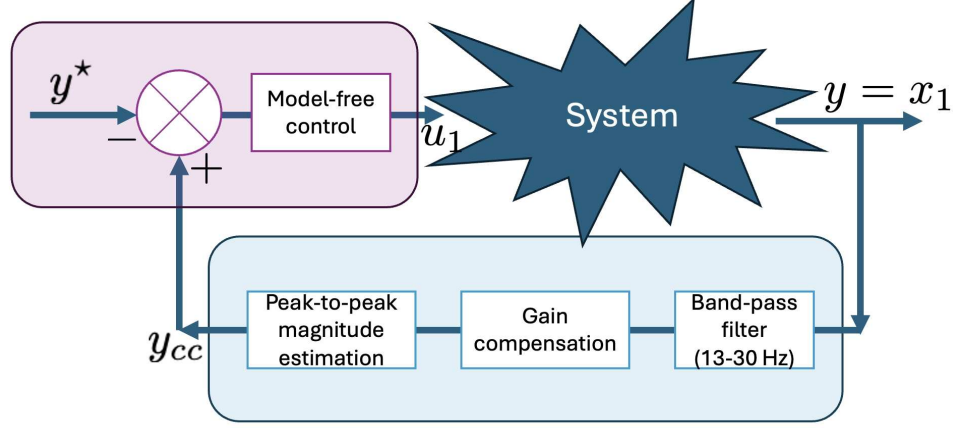 y⋆
−
+
Model-free
control
u₁
System
y = x₁
Band-pass
filter
(13-30 Hz)
Gain
compensation
Peak-to-peak
magnitude
estimation
y_cc